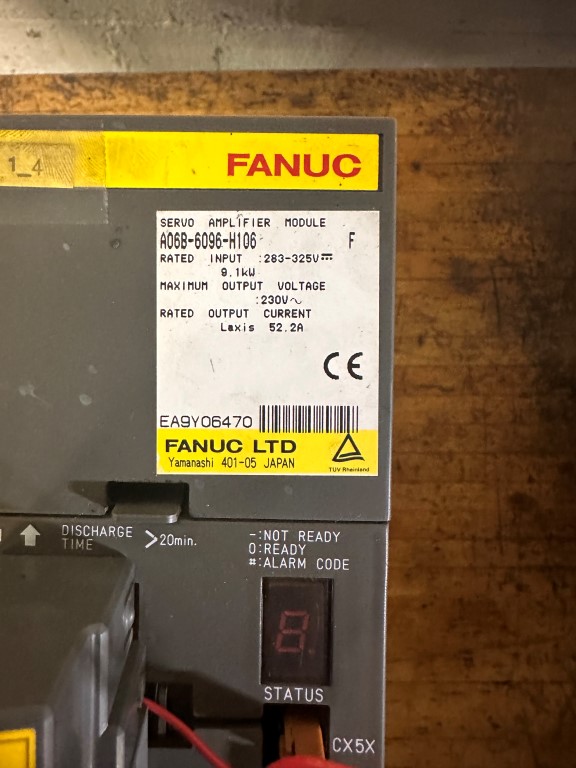 1_4
FANUC
SERVO AMPLIFIER MODULE
A06B-6096-H106 F
RATED INPUT :283-325V⎓
9.1kW
MAXIMUM OUTPUT VOLTAGE
:230V~
RATED OUTPUT CURRENT
Laxis 52.2A
CE
EA9Y06470
FANUC LTD
Yamanashi 401-05 JAPAN
TUV Rheinland
DISCHARGE TIME >20min.
-:NOT READY
0:READY
#:ALARM CODE
8.
STATUS
CX5X